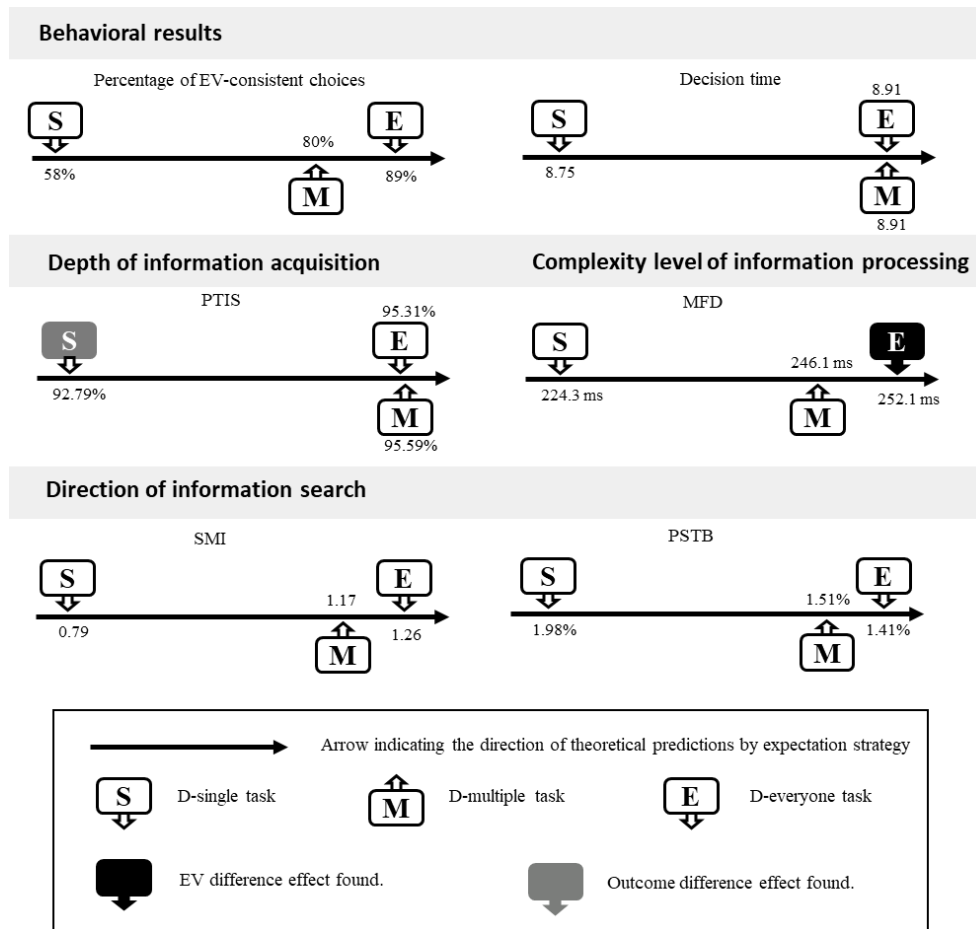 Behavioral results
Percentage of EV-consistent choices
S
E
80%
58%
89%
M
Decision time
8.91
S
E
8.75
M
8.91
Depth of information acquisition
PTIS
95.31%
S
E
92.79%
M
95.59%
Complexity level of information processing
MFD
S
E
246.1 ms
224.3 ms
252.1 ms
M
Direction of information search
SMI
S
E
1.17
0.79
1.26
M
PSTB
S
E
1.51%
1.98%
1.41%
M
Arrow indicating the direction of theoretical predictions by expectation strategy
S D-single task
M D-multiple task
E D-everyone task
EV difference effect found.
Outcome difference effect found.